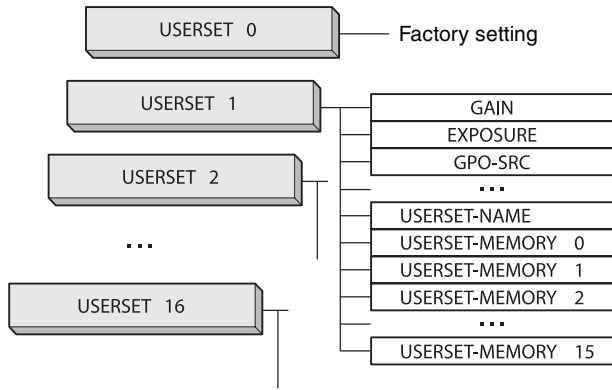 USERSET 0
Factory setting
USERSET 1
GAIN
EXPOSURE
GPO-SRC
...
USERSET-NAME
USERSET-MEMORY 0
USERSET-MEMORY 1
USERSET-MEMORY 2
...
USERSET-MEMORY 15
USERSET 2
...
USERSET 16